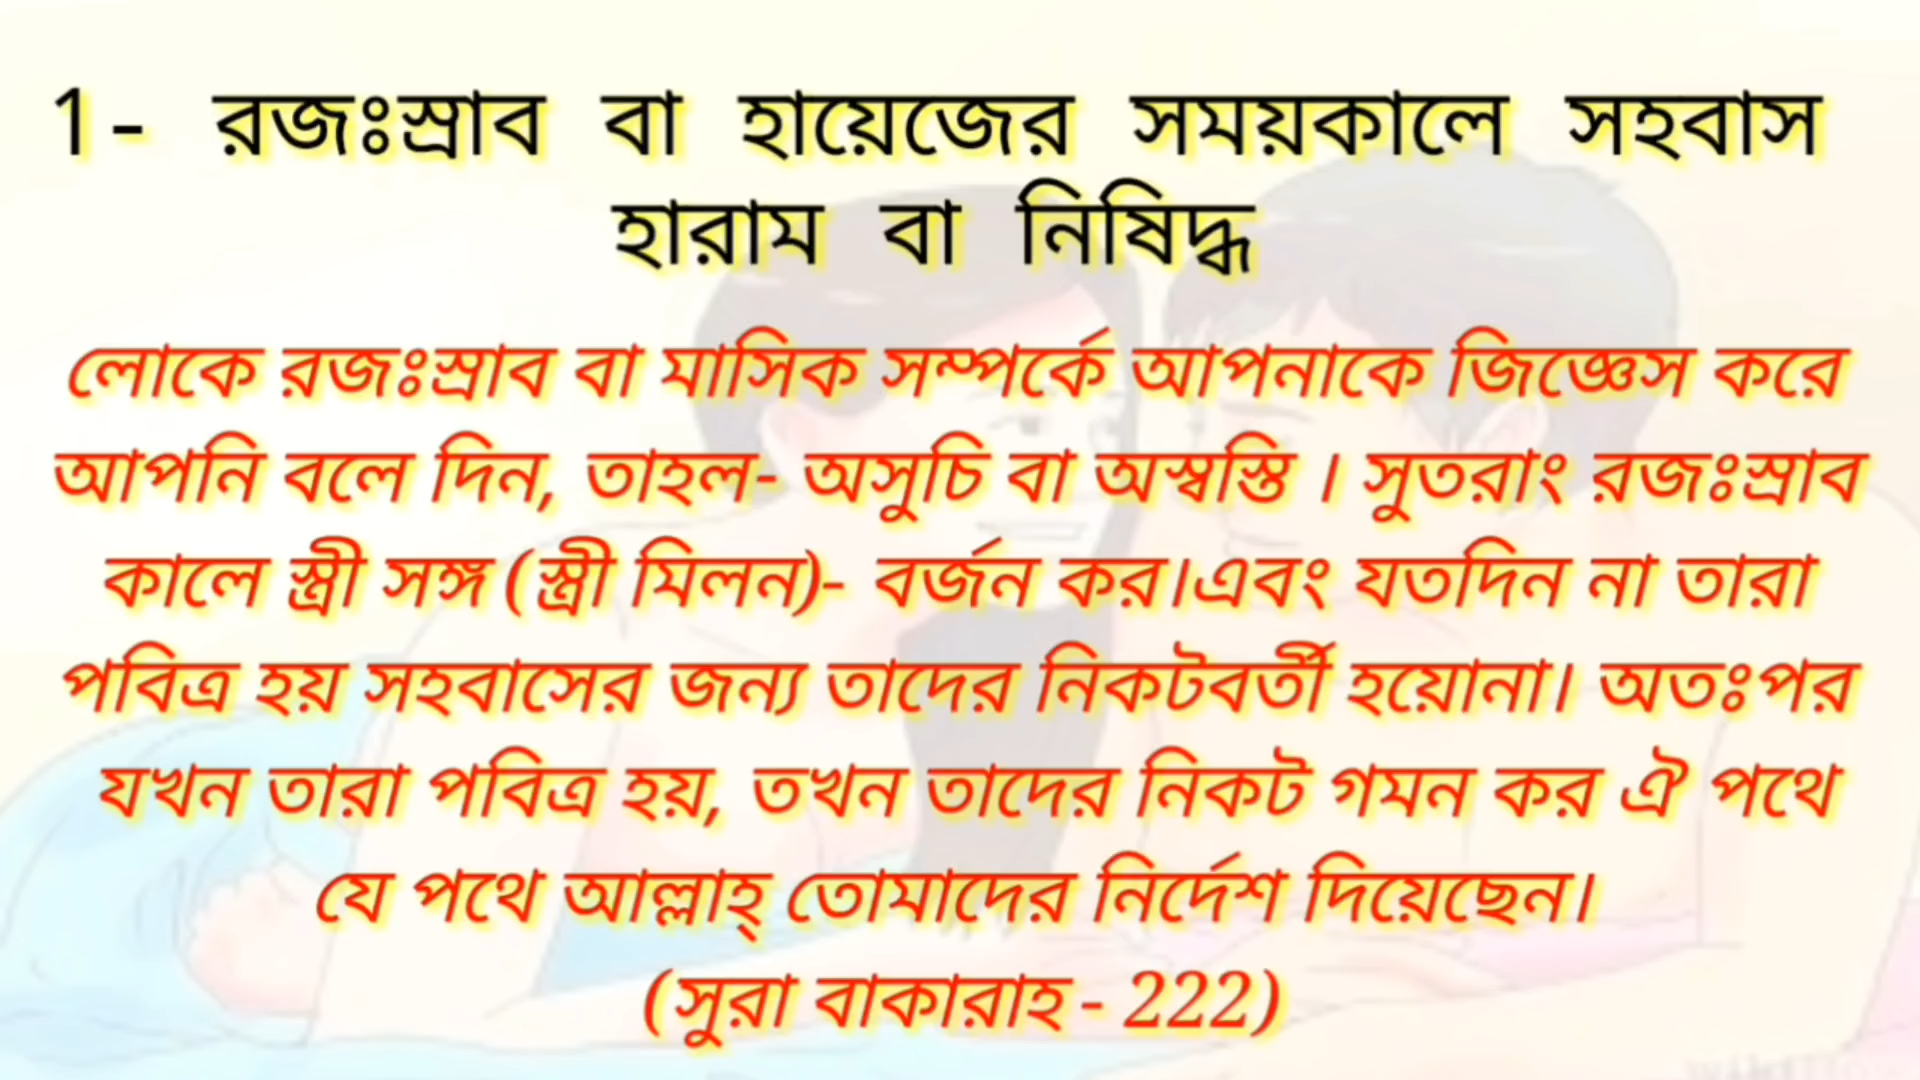 1- রজঃস্রাব বা হায়েজের সময়কালে সহবাস
হারাম বা নিষিদ্ধ
লোকে রজঃস্রাব বা মাসিক সম্পর্কে আপনাকে জিজ্ঞেস করে
আপনি বলে দিন, তাহল- অসুচি বা অস্বস্তি । সুতরাং রজঃস্রাব
কালে স্ত্রী সঙ্গ (স্ত্রী মিলন)- বর্জন কর।এবং যতদিন না তারা
পবিত্র হয় সহবাসের জন্য তাদের নিকটবর্তী হয়োনা। অতঃপর
যখন তারা পবিত্র হয়, তখন তাদের নিকট গমন কর ঐ পথে
যে পথে আল্লাহ্ তোমাদের নির্দেশ দিয়েছেন।
(সুরা বাকারাহ - 222)